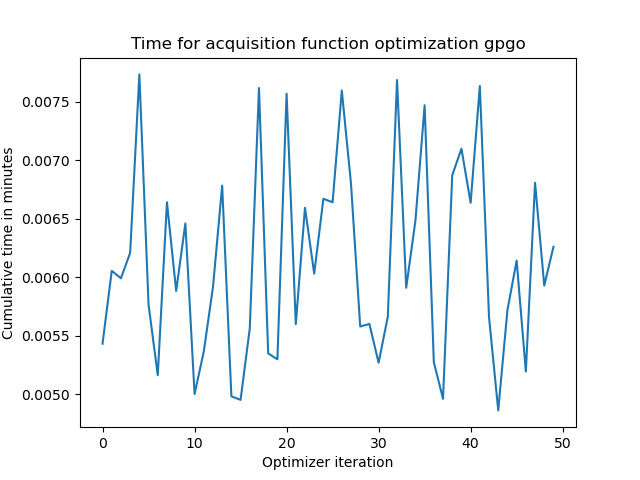 Time for acquisition function optimization gpgo
Cumulative time in minutes
0.0075
0.0070
0.0065
0.0060
0.0055
0.0050
0 10 20 30 40 50
Optimizer iteration